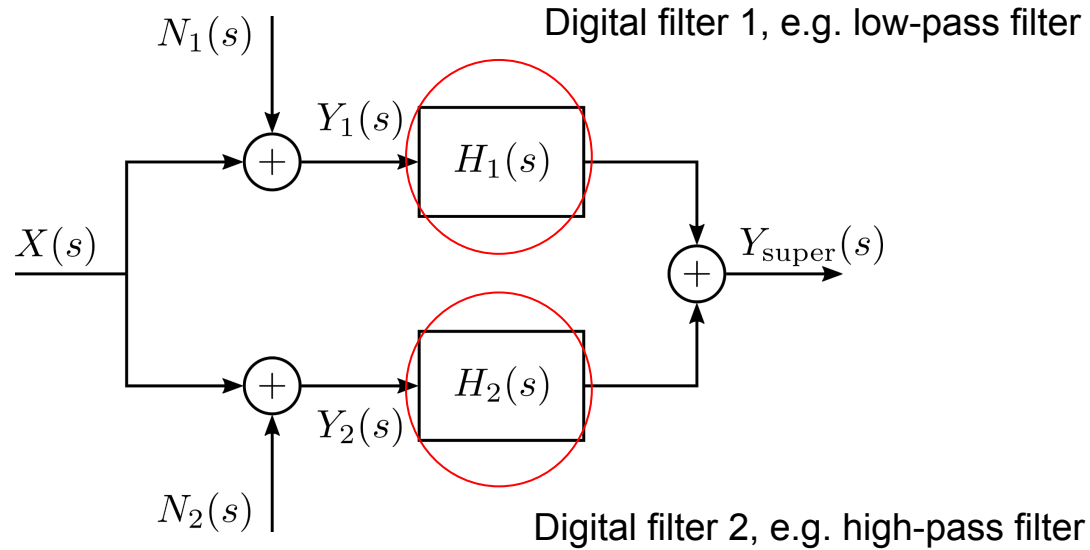 Digital filter 1, e.g. low-pass filter
N₁(s)
Y₁(s)
+
H₁(s)
X(s)
+
Y_super(s)
H₂(s)
+
Y₂(s)
N₂(s)
Digital filter 2, e.g. high-pass filter